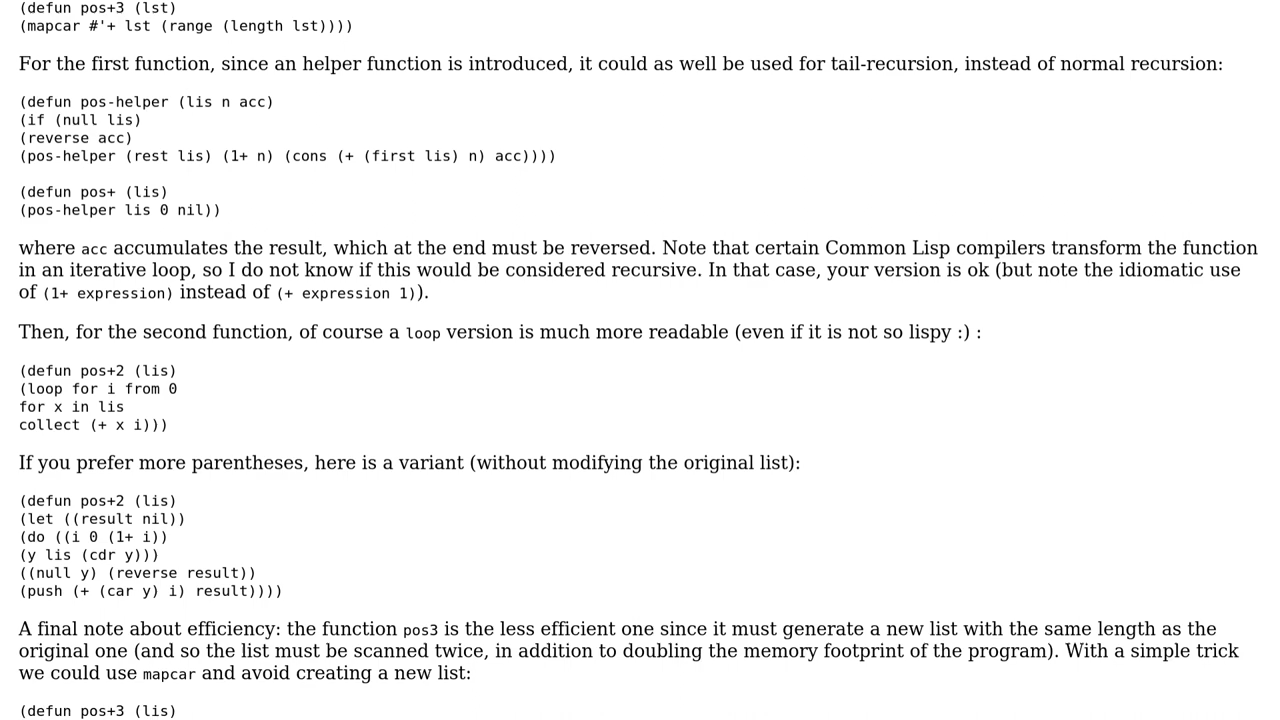 (defun pos+3 (lst)
(mapcar #'+ lst (range (length lst))))
For the first function, since an helper function is introduced, it could as well be used for tail-recursion, instead of normal recursion:
(defun pos-helper (lis n acc)
(if (null lis)
(reverse acc)
(pos-helper (rest lis) (1+ n) (cons (+ (first lis) n) acc))))
(defun pos+ (lis)
(pos-helper lis 0 nil))
where acc accumulates the result, which at the end must be reversed. Note that certain Common Lisp compilers transform the function
in an iterative loop, so I do not know if this would be considered recursive. In that case, your version is ok (but note the idiomatic use
of (1+ expression) instead of (+ expression 1)).
Then, for the second function, of course a loop version is much more readable (even if it is not so lispy :) :
(defun pos+2 (lis)
(loop for i from 0
for x in lis
collect (+ x i)))
If you prefer more parentheses, here is a variant (without modifying the original list):
(defun pos+2 (lis)
(let ((result nil))
(do ((i 0 (1+ i))
(y lis (cdr y)))
((null y) (reverse result))
(push (+ (car y) i) result))))
A final note about efficiency: the function pos3 is the less efficient one since it must generate a new list with the same length as the
original one (and so the list must be scanned twice, in addition to doubling the memory footprint of the program). With a simple trick
we could use mapcar and avoid creating a new list:
(defun pos+3 (lis)